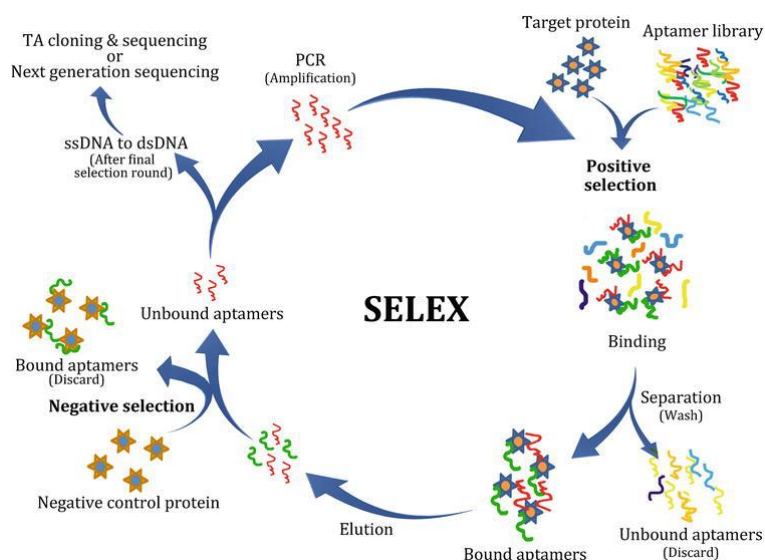 Target protein
Aptamer library
Positive
selection
Binding
Separation
(Wash)
Unbound aptamers
(Discard)
Bound aptamers
Elution
Negative control protein
Negative selection
Bound aptamers
(Discard)
Unbound aptamers
PCR
(Amplification)
ssDNA to dsDNA
(After final
selection round)
TA cloning & sequencing
or
Next generation sequencing
SELEX